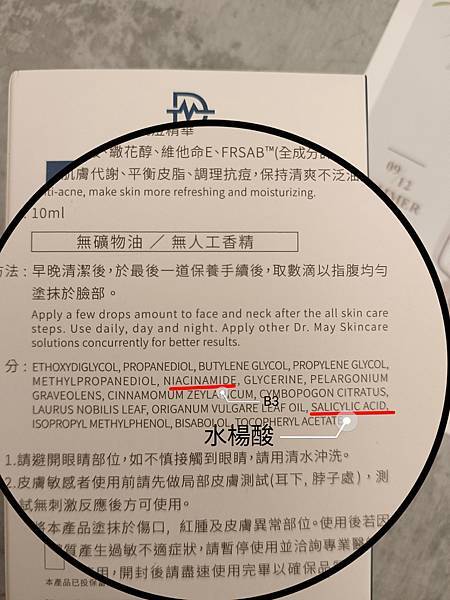 精華
、繖花醇、維他命E、FRSAB™(全成分
肌膚代謝、平衡皮脂、調理抗痘,保持清爽不泛油
nti-acne, make skin more refreshing and moisturizing.
10ml
無礦物油 / 無人工香精
方法:早晚清潔後,於最後一道保養手續後,取數滴以指腹均勻
塗抹於臉部。
Apply a few drops amount to face and neck after the all skin care
steps. Use daily, day and night. Apply other Dr. May Skincare
solutions concurrently for better results.
分:ETHOXYDIGLYCOL, PROPANEDIOL, BUTYLENE GLYCOL, PROPYLENE GLYCOL,
METHYLPROPANEDIOL, NIACINAMIDE, GLYCERINE, PELARGONIUM
GRAVEOLENS, CINNAMOMUM ZEYLANICUM, CYMBOPOGON CITRATUS,
B3
LAURUS NOBILIS LEAF, ORIGANUM VULGARE LEAF OIL, SALICYLIC ACID,
ISOPROPYL METHYLPHENOL, BISABOLOL, TOCOPHERYL ACETATE
水楊酸
1.請避開眼睛部位,如不慎接觸到眼睛,請用清水沖洗。
2.皮膚敏感者使用前請先做局部皮膚測試(耳下, 脖子處),測
試無刺激反應後方可使用。
將本產品塗抹於傷口, 紅腫及皮膚異常部位。使用後若因
質產生過敏不適症狀,請暫停使用並洽詢專業醫
用,開封後請盡速使用完畢以確保品
本產品已投保
09
12
MMER